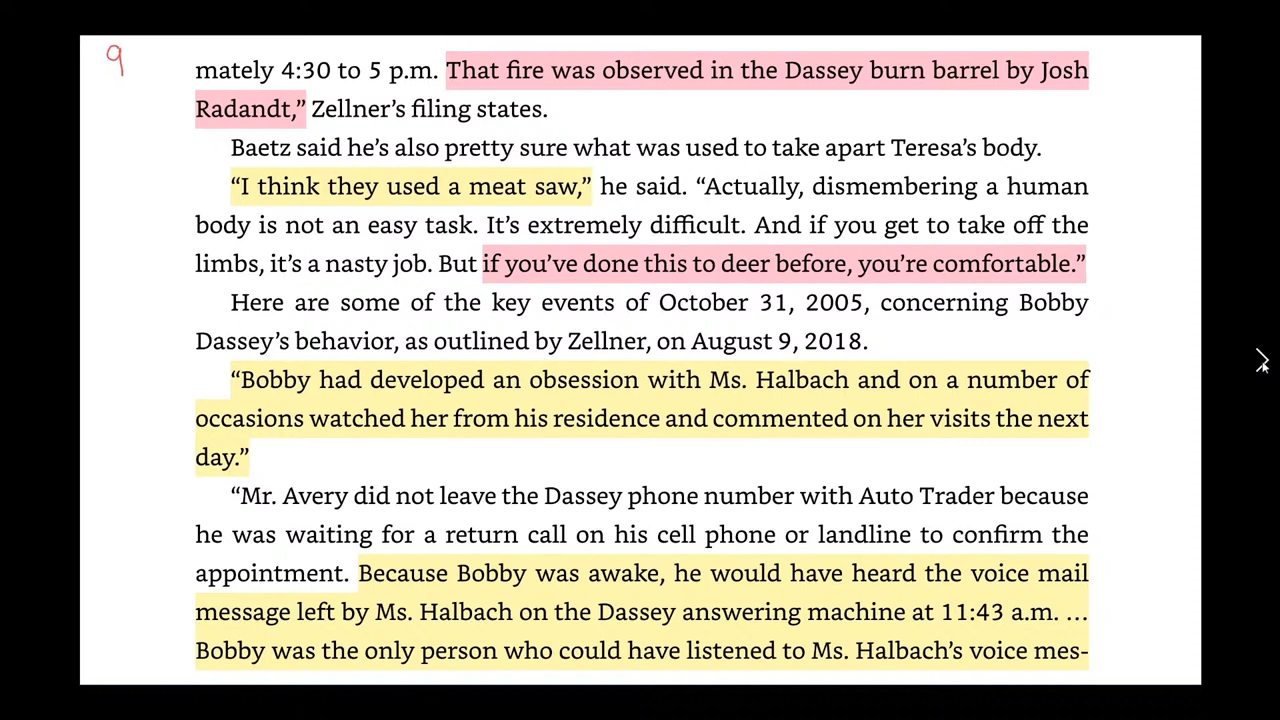 9
mately 4:30 to 5 p.m. That fire was observed in the Dassey burn barrel by Josh
Radandt,” Zellner’s filing states.
Baetz said he’s also pretty sure what was used to take apart Teresa’s body.
“I think they used a meat saw,” he said. “Actually, dismembering a human
body is not an easy task. It’s extremely difficult. And if you get to take off the
limbs, it’s a nasty job. But if you’ve done this to deer before, you’re comfortable.”
Here are some of the key events of October 31, 2005, concerning Bobby
Dassey’s behavior, as outlined by Zellner, on August 9, 2018.
“Bobby had developed an obsession with Ms. Halbach and on a number of
occasions watched her from his residence and commented on her visits the next
day.”
“Mr. Avery did not leave the Dassey phone number with Auto Trader because
he was waiting for a return call on his cell phone or landline to confirm the
appointment. Because Bobby was awake, he would have heard the voice mail
message left by Ms. Halbach on the Dassey answering machine at 11:43 a.m. …
Bobby was the only person who could have listened to Ms. Halbach’s voice mes-